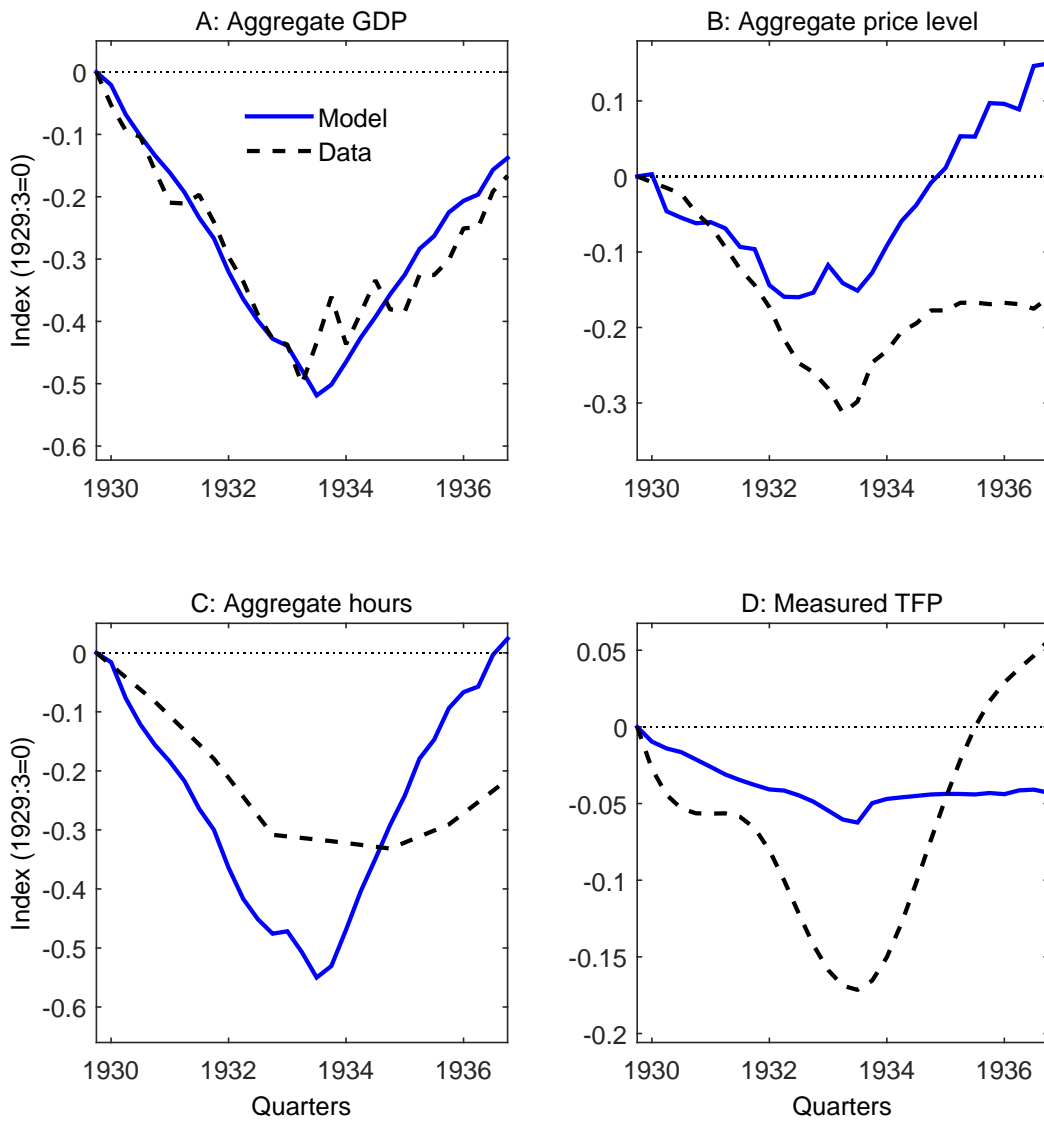 A: Aggregate GDP
0
-0.1
-0.2
-0.3
-0.4
-0.5
-0.6
Index (1929:3=0)
Model
Data
1930 1932 1934 1936
B: Aggregate price level
0.1
0
-0.1
-0.2
-0.3
1930 1932 1934 1936
C: Aggregate hours
0
-0.1
-0.2
-0.3
-0.4
-0.5
-0.6
Index (1929:3=0)
1930 1932 1934 1936
Quarters
D: Measured TFP
0.05
0
-0.05
-0.1
-0.15
-0.2
1930 1932 1934 1936
Quarters